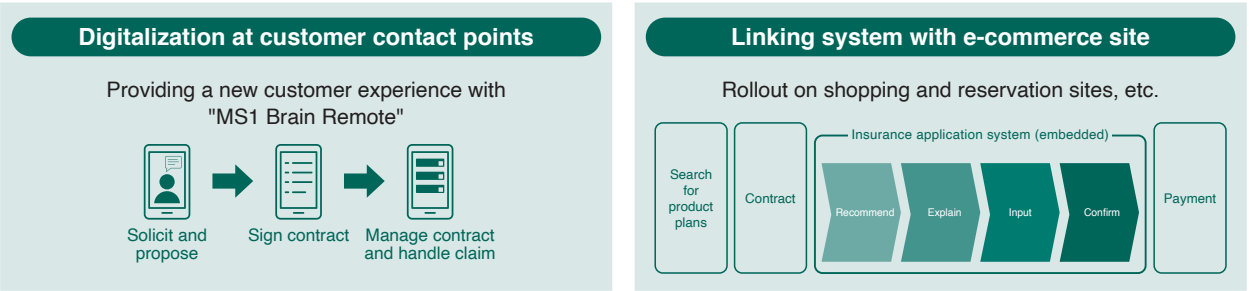 Digitalization at customer contact points
Providing a new customer experience with
"MS1 Brain Remote"
Solicit and
propose
Sign contract
Manage contract
and handle claim
Linking system with e-commerce site
Rollout on shopping and reservation sites, etc.
Search
for
product
plans
Contract
Insurance application system (embedded)
Recommend
Explain
Input
Confirm
Payment